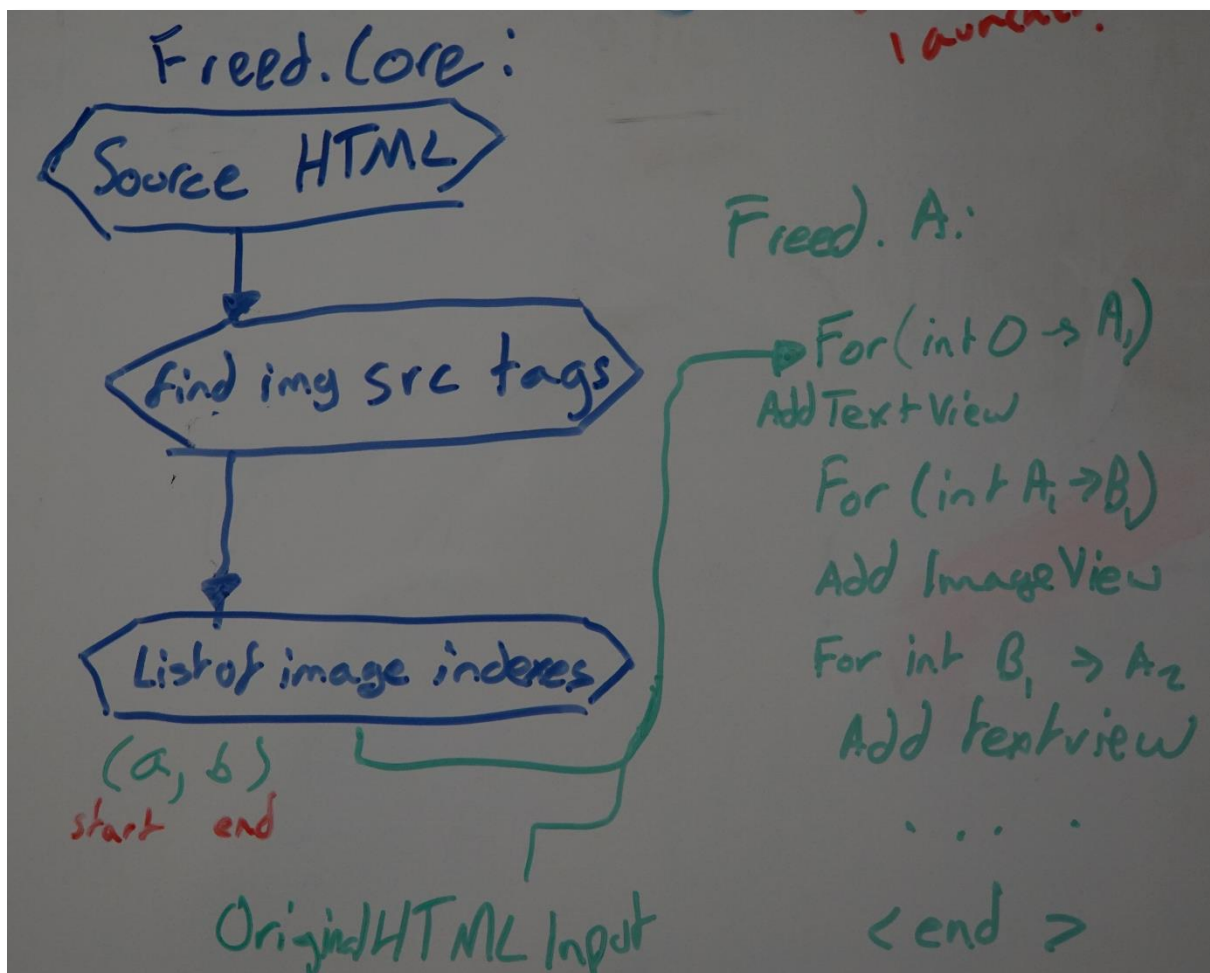 Freed.Core:
Source HTML
find img src tags
List of image indexes
(a, b)
start end
Original HTML Input
Freed. A:
For (int 0 → A₁)
Add TextView
For (int A₁ → B₁)
Add ImageView
For int B₁ → A₂
Add textview
. . . .
< end >